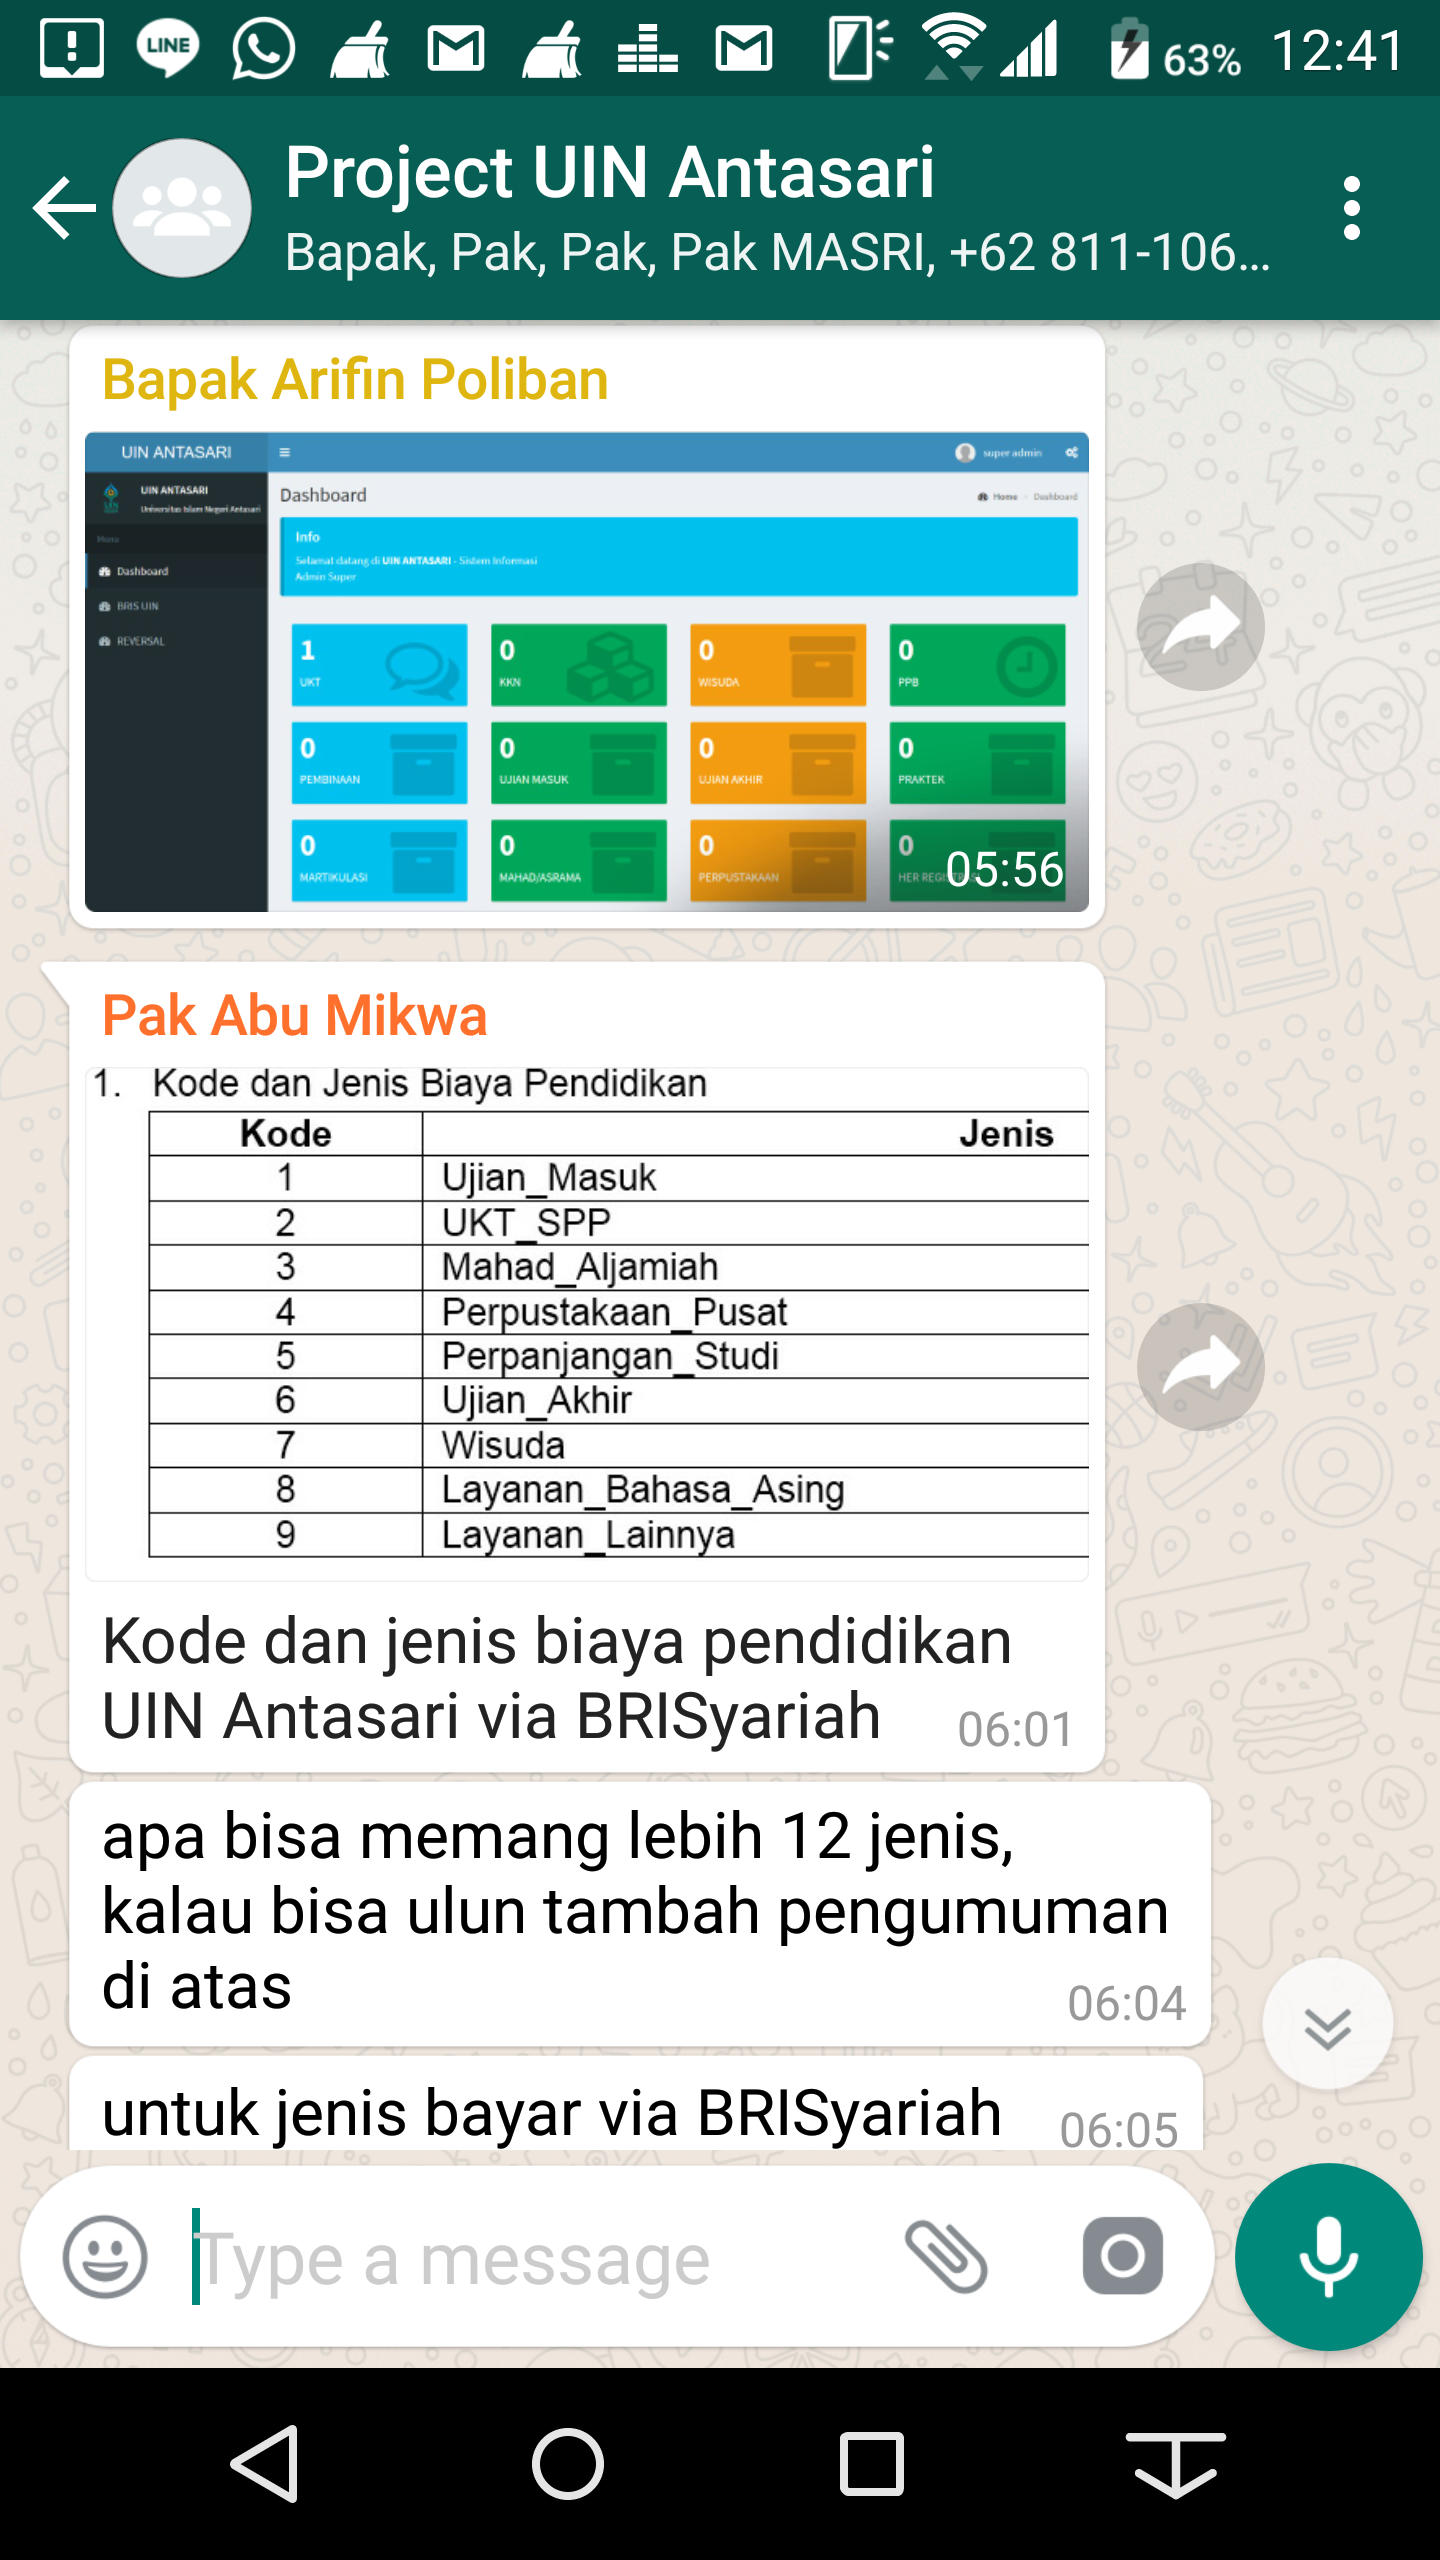 LINE
63% 12:41
Project UIN Antasari
Bapak, Pak, Pak, Pak MASRI, +62 811-106...
Bapak Arifin Poliban
UIN ANTASARI
super admin
UIN ANTASARI
Universitas Islam Negeri Antasari
Dashboard
Home
Dashboard
Menu
Info
Selamat datang di UIN ANTASARI - Sistem Informasi
Admin Super
Dashboard
BRIS UIN
REVERSAL
1
UKT
0
KKN
0
WISUDA
0
PPB
0
PEMBINAAN
0
UJIAN MASUK
0
UJIAN AKHIR
0
PRAKTEK
0
MARTIKULASI
0
MAHAD/ASRAMA
0
PERPUSTAKAAN
0
HER REGISTRASI
05:56
Pak Abu Mikwa
1. Kode dan Jenis Biaya Pendidikan
Kode Jenis
1 Ujian_Masuk
2 UKT_SPP
3 Mahad_Aljamiah
4 Perpustakaan_Pusat
5 Perpanjangan_Studi
6 Ujian_Akhir
7 Wisuda
8 Layanan_Bahasa_Asing
9 Layanan_Lainnya
Kode dan jenis biaya pendidikan
UIN Antasari via BRISyariah 06:01
apa bisa memang lebih 12 jenis,
kalau bisa ulun tambah pengumuman
di atas 06:04
untuk jenis bayar via BRISyariah 06:05
Type a message